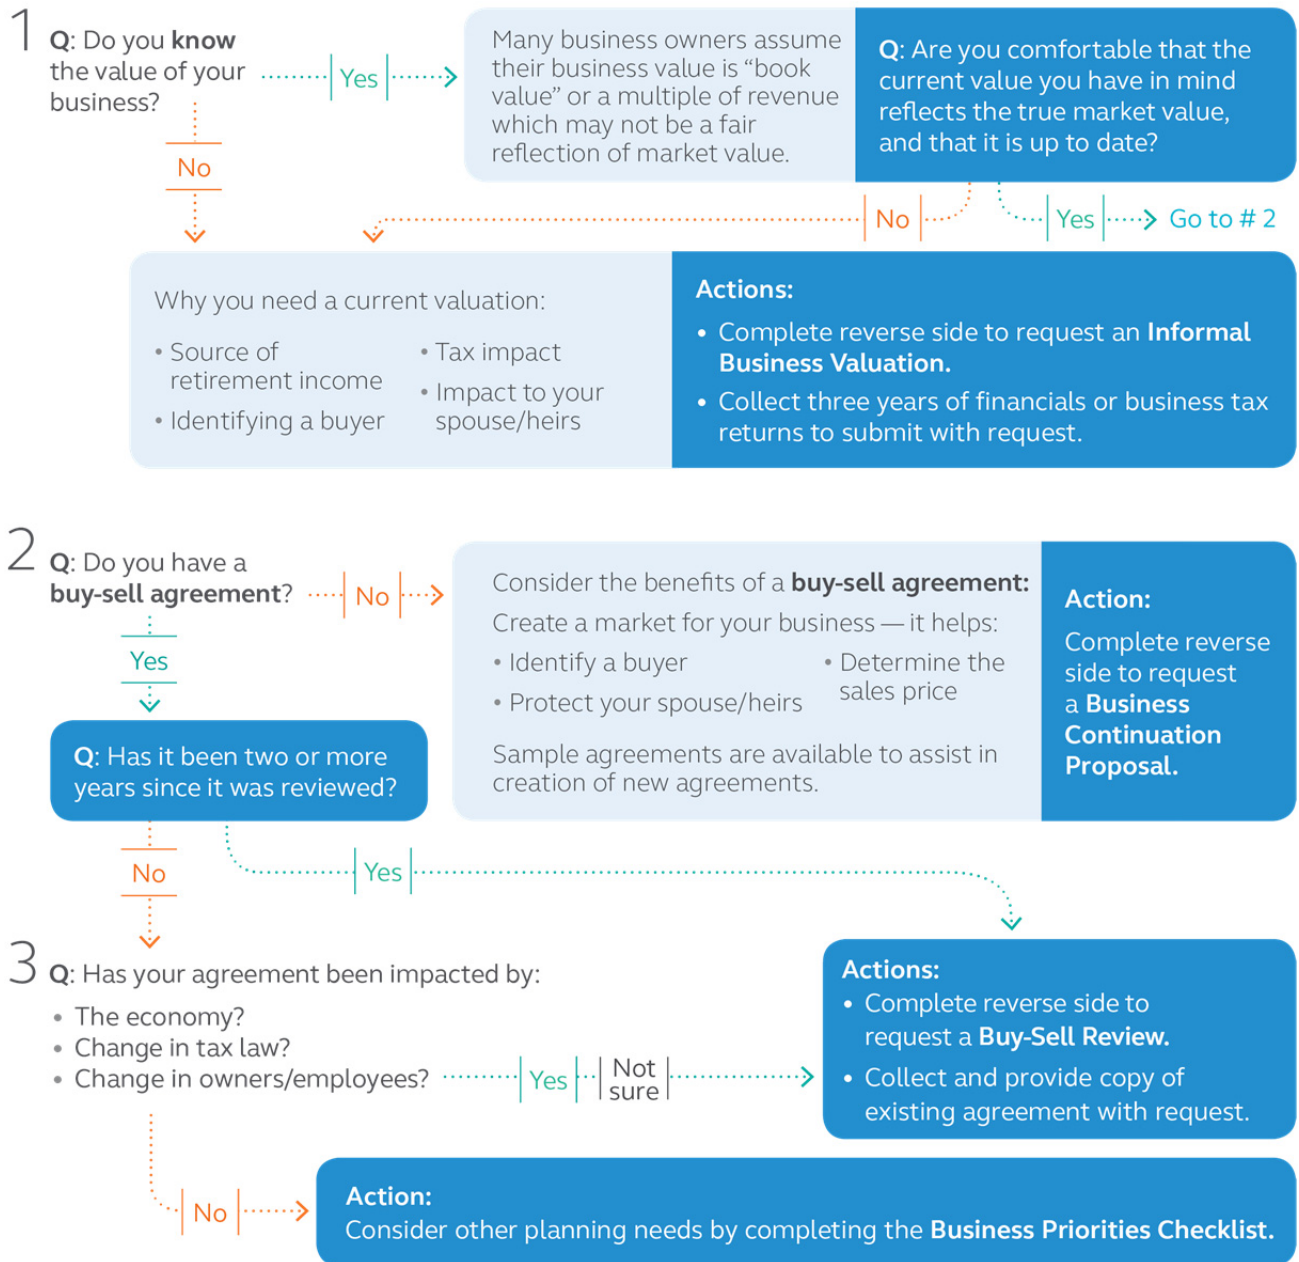 1
Q: Do you know
the value of your
business?
Yes
No
Many business owners assume
their business value is “book
value” or a multiple of revenue
which may not be a fair
reflection of market value.
Q: Are you comfortable that the
current value you have in mind
reflects the true market value,
and that it is up to date?
No
Yes
Go to # 2
Why you need a current valuation:
• Source of
retirement income
• Identifying a buyer
• Tax impact
• Impact to your
spouse/heirs
Actions:
• Complete reverse side to request an Informal
Business Valuation.
• Collect three years of financials or business tax
returns to submit with request.
2
Q: Do you have a
buy-sell agreement?
No
Yes
Consider the benefits of a buy-sell agreement:
Create a market for your business — it helps:
• Identify a buyer
• Protect your spouse/heirs
• Determine the
sales price
Sample agreements are available to assist in
creation of new agreements.
Action:
Complete reverse
side to request
a Business
Continuation
Proposal.
Q: Has it been two or more
years since it was reviewed?
No
Yes
3
Q: Has your agreement been impacted by:
• The economy?
• Change in tax law?
• Change in owners/employees?
Yes
Not
sure
Actions:
• Complete reverse side to
request a Buy-Sell Review.
• Collect and provide copy of
existing agreement with request.
No
Action:
Consider other planning needs by completing the Business Priorities Checklist.